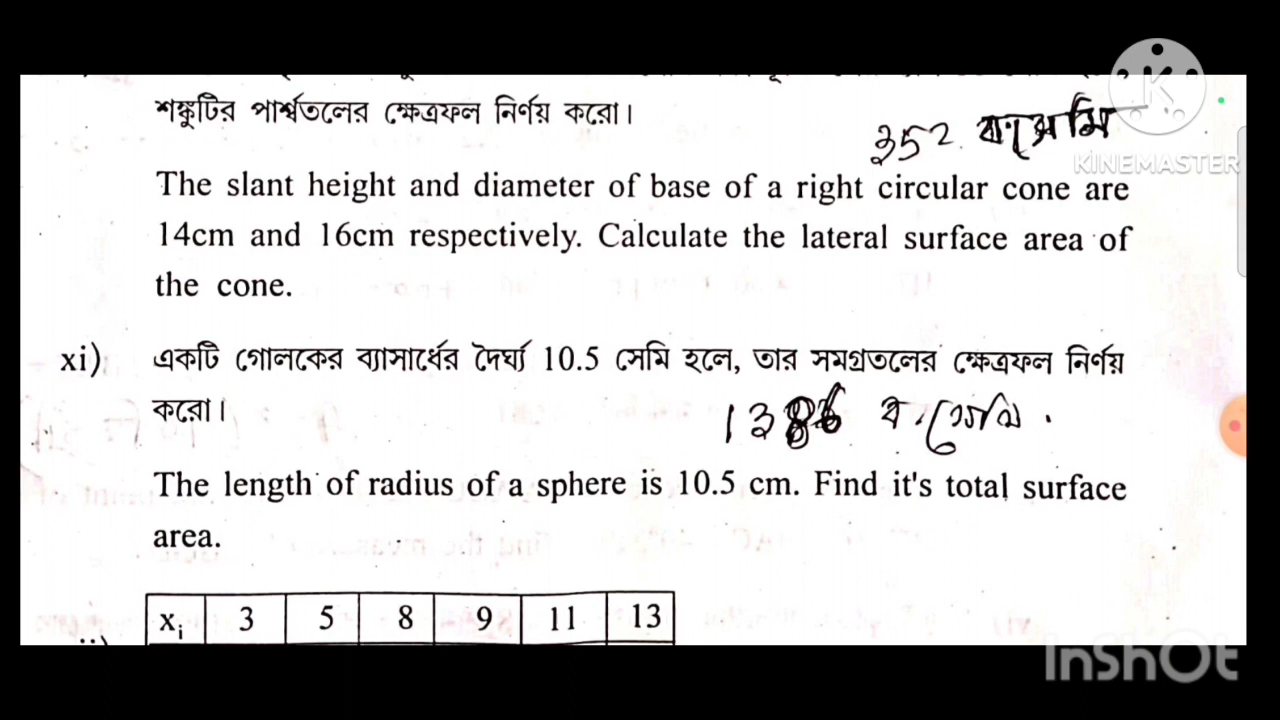 শঙ্কুটির পার্শ্বতলের ক্ষেত্রফল নির্ণয় করো।
352
KINEMASTER
The slant height and diameter of base of a right circular cone are
14cm and 16cm respectively. Calculate the lateral surface area of
the cone.
xi) একটি গোলকের ব্যাসার্ধের দৈর্ঘ্য 10.5 সেমি হলে, তার সমগ্রতলের ক্ষেত্রফল নির্ণয়
করো।
1386
The length of radius of a sphere is 10.5 cm. Find it's total surface
area.
xi 3 5 8 9 11 13
InShOt